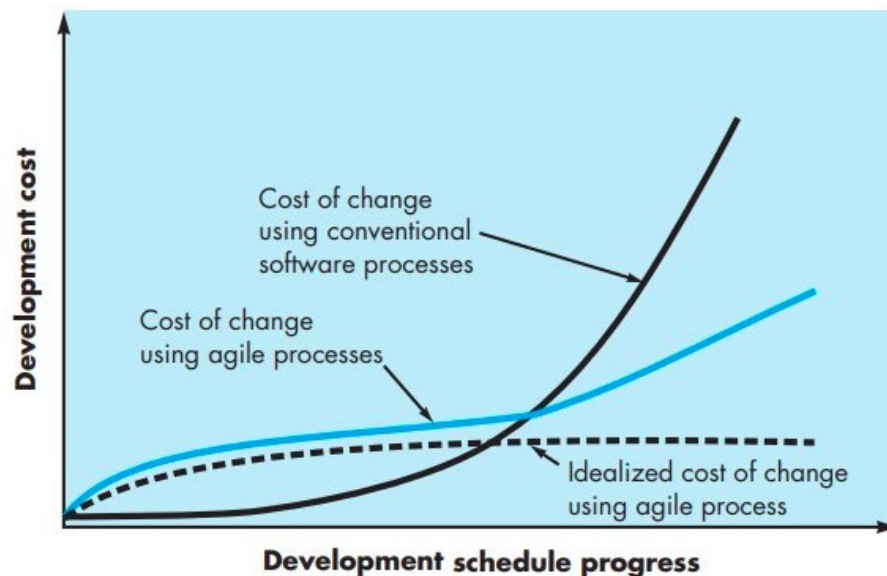 Development cost
Cost of change
using conventional
software processes
Cost of change
using agile processes
Idealized cost of change
using agile process
Development schedule progress